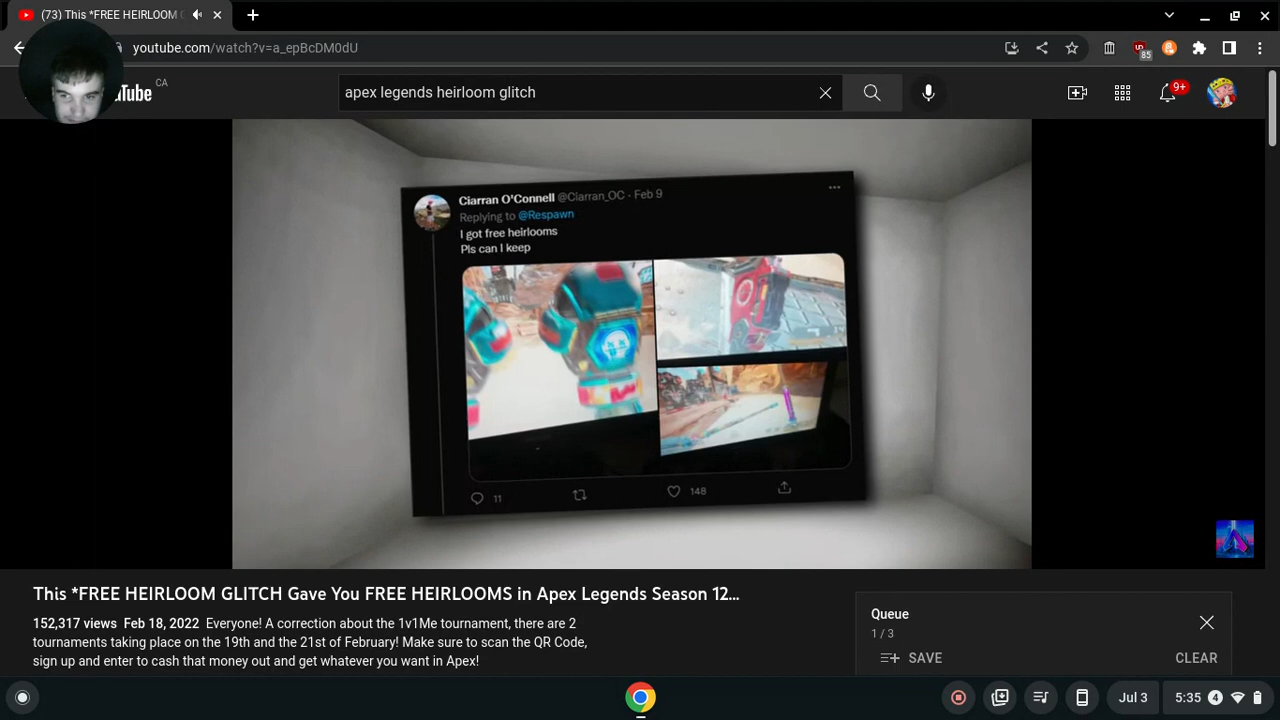 (73) This *FREE HEIRLOOM
youtube.com/watch?v=a_epBcDM0dU
85
CA
apex legends heirloom glitch
9+
Ciarran O'Connell @Ciarran_OC · Feb 9
Replying to @Respawn
I got free heirlooms
Pls can I keep
11
148
This *FREE HEIRLOOM GLITCH Gave You FREE HEIRLOOMS in Apex Legends Season 12...
152,317 views Feb 18, 2022 Everyone! A correction about the 1v1Me tournament, there are 2
tournaments taking place on the 19th and the 21st of February! Make sure to scan the QR Code,
sign up and enter to cash that money out and get whatever you want in Apex!
Queue
1 / 3
SAVE
CLEAR
Jul 3
5:35
4